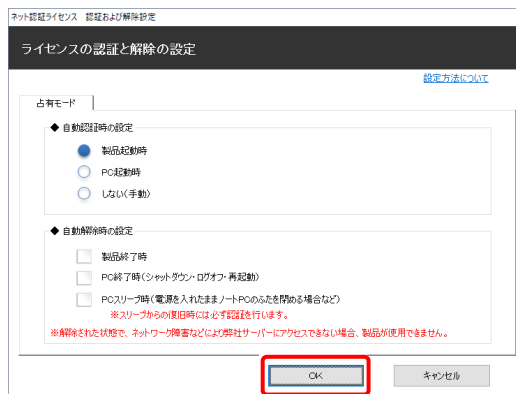 ネット認証ライセンス　認証および解除設定
ライセンスの認証と解除の設定
設定方法について
占有モード
◆ 自動認証時の設定
製品起動時
PC起動時
しない(手動)
◆ 自動解除時の設定
製品終了時
PC終了時(シャットダウン・ログオフ・再起動)
PCスリープ時(電源を入れたままノートPCのふたを閉める場合など)
※スリープからの復旧時には必ず認証を行います。
※解除された状態で、ネットワーク障害などにより弊社サーバーにアクセスできない場合、製品が使用できません。
OK
キャンセル